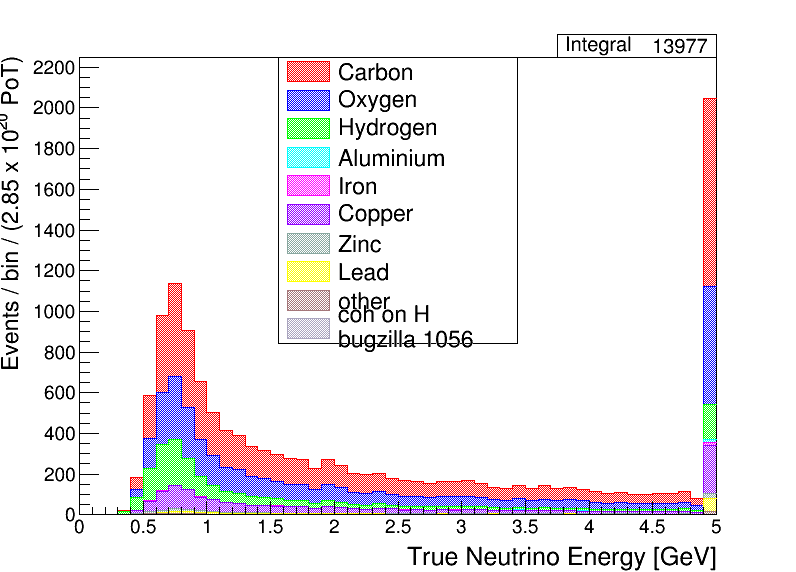 Integral 13977
Events / bin / (2.85 x 10^20 PoT)
2200
2000
1800
1600
1400
1200
1000
800
600
400
200
0
Carbon
Oxygen
Hydrogen
Aluminium
Iron
Copper
Zinc
Lead
other
coh on H
bugzilla 1056
0 0.5 1 1.5 2 2.5 3 3.5 4 4.5 5
True Neutrino Energy [GeV]